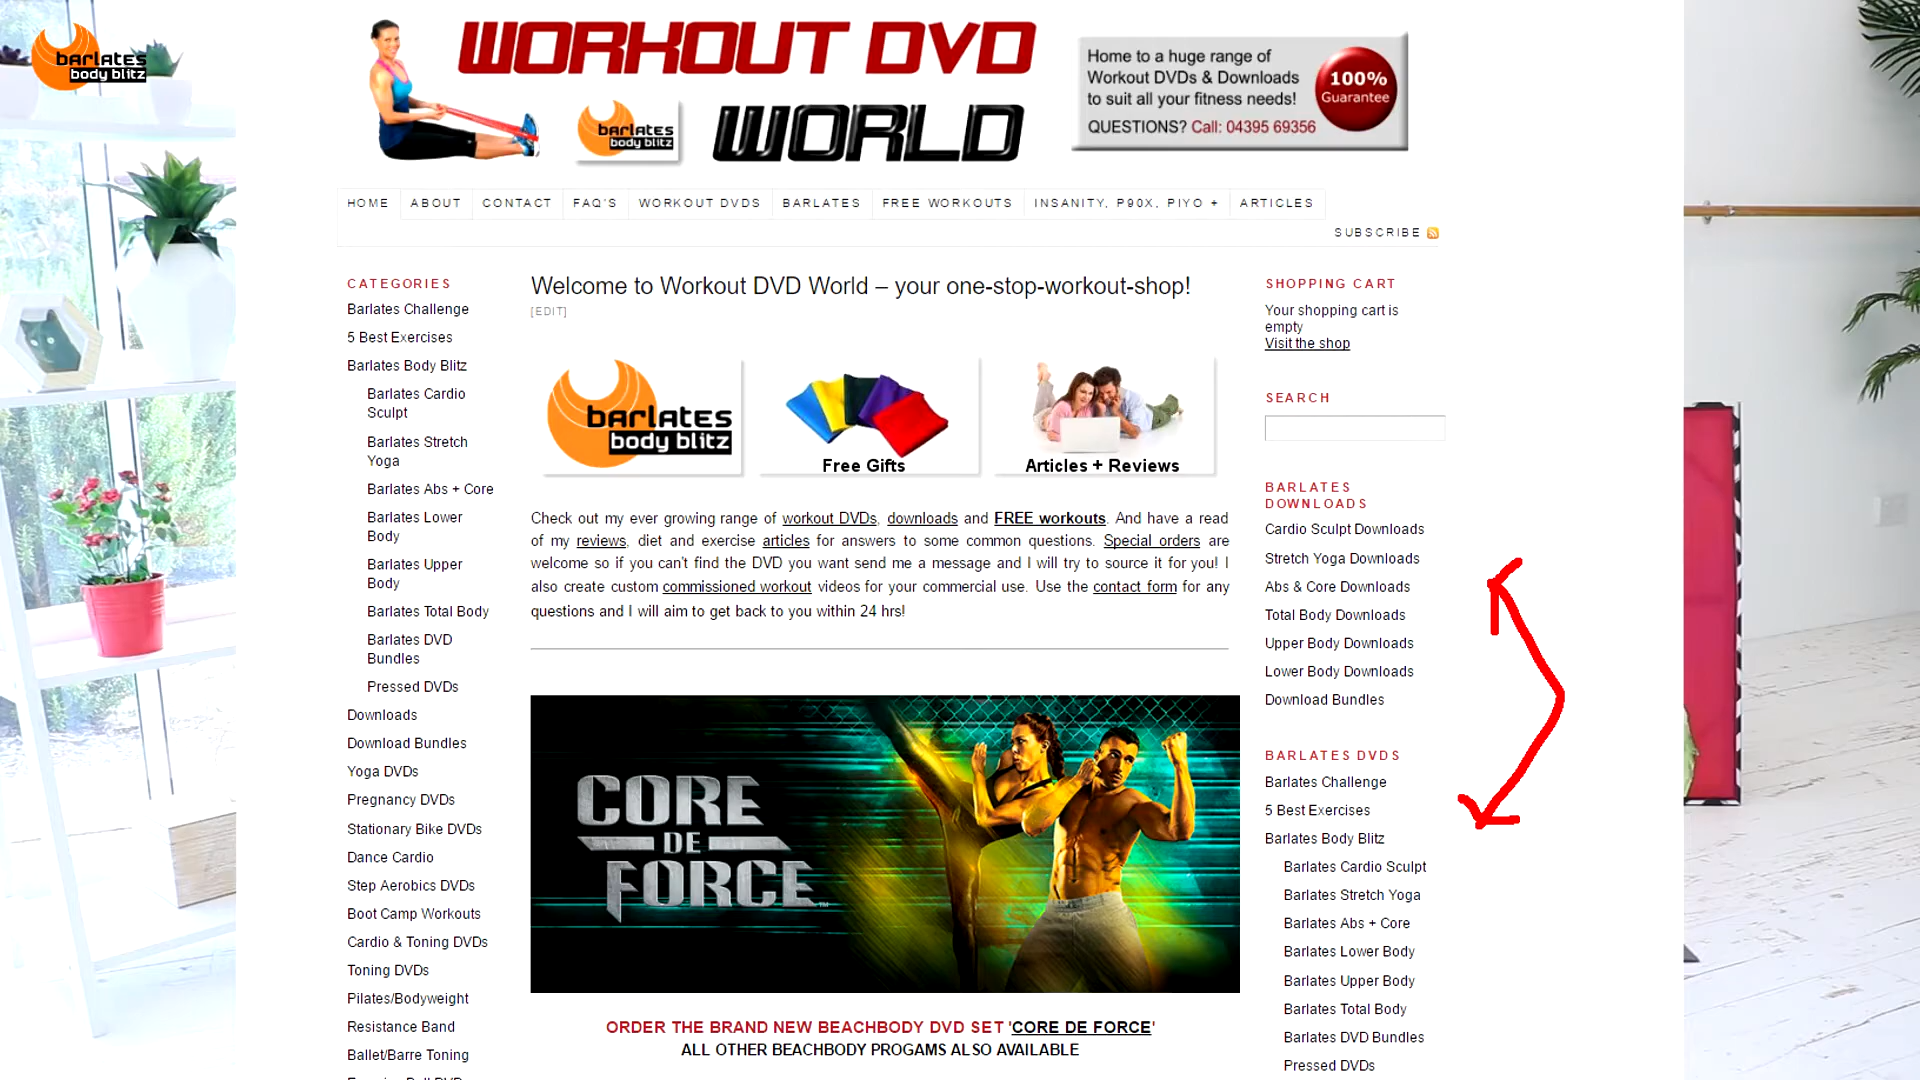 barlates
body blitz
WORKOUT DVD
WORLD
barlates
body blitz
Home to a huge range of
Workout DVDs & Downloads
to suit all your fitness needs!
QUESTIONS? Call: 04395 69356
100%
Guarantee
HOME ABOUT CONTACT FAQ'S WORKOUT DVDS BARLATES FREE WORKOUTS INSANITY, P90X, PIYO + ARTICLES
SUBSCRIBE
CATEGORIES
Barlates Challenge
5 Best Exercises
Barlates Body Blitz
Barlates Cardio
Sculpt
Barlates Stretch
Yoga
Barlates Abs + Core
Barlates Lower
Body
Barlates Upper
Body
Barlates Total Body
Barlates DVD
Bundles
Pressed DVDs
Downloads
Download Bundles
Yoga DVDs
Pregnancy DVDs
Stationary Bike DVDs
Dance Cardio
Step Aerobics DVDs
Boot Camp Workouts
Cardio & Toning DVDs
Toning DVDs
Pilates/Bodyweight
Resistance Band
Ballet/Barre Toning
Welcome to Workout DVD World – your one-stop-workout-shop!
[EDIT]
barlates
body blitz
Free Gifts
Articles + Reviews
Check out my ever growing range of workout DVDs, downloads and FREE workouts. And have a read
of my reviews, diet and exercise articles for answers to some common questions. Special orders are
welcome so if you can't find the DVD you want send me a message and I will try to source it for you! I
also create custom commissioned workout videos for your commercial use. Use the contact form for any
questions and I will aim to get back to you within 24 hrs!
CORE
DE
FORCE™
ORDER THE BRAND NEW BEACHBODY DVD SET 'CORE DE FORCE'
ALL OTHER BEACHBODY PROGAMS ALSO AVAILABLE
SHOPPING CART
Your shopping cart is
empty
Visit the shop
SEARCH
BARLATES
DOWNLOADS
Cardio Sculpt Downloads
Stretch Yoga Downloads
Abs & Core Downloads
Total Body Downloads
Upper Body Downloads
Lower Body Downloads
Download Bundles
BARLATES DVDS
Barlates Challenge
5 Best Exercises
Barlates Body Blitz
Barlates Cardio Sculpt
Barlates Stretch Yoga
Barlates Abs + Core
Barlates Lower Body
Barlates Upper Body
Barlates Total Body
Barlates DVD Bundles
Pressed DVDs